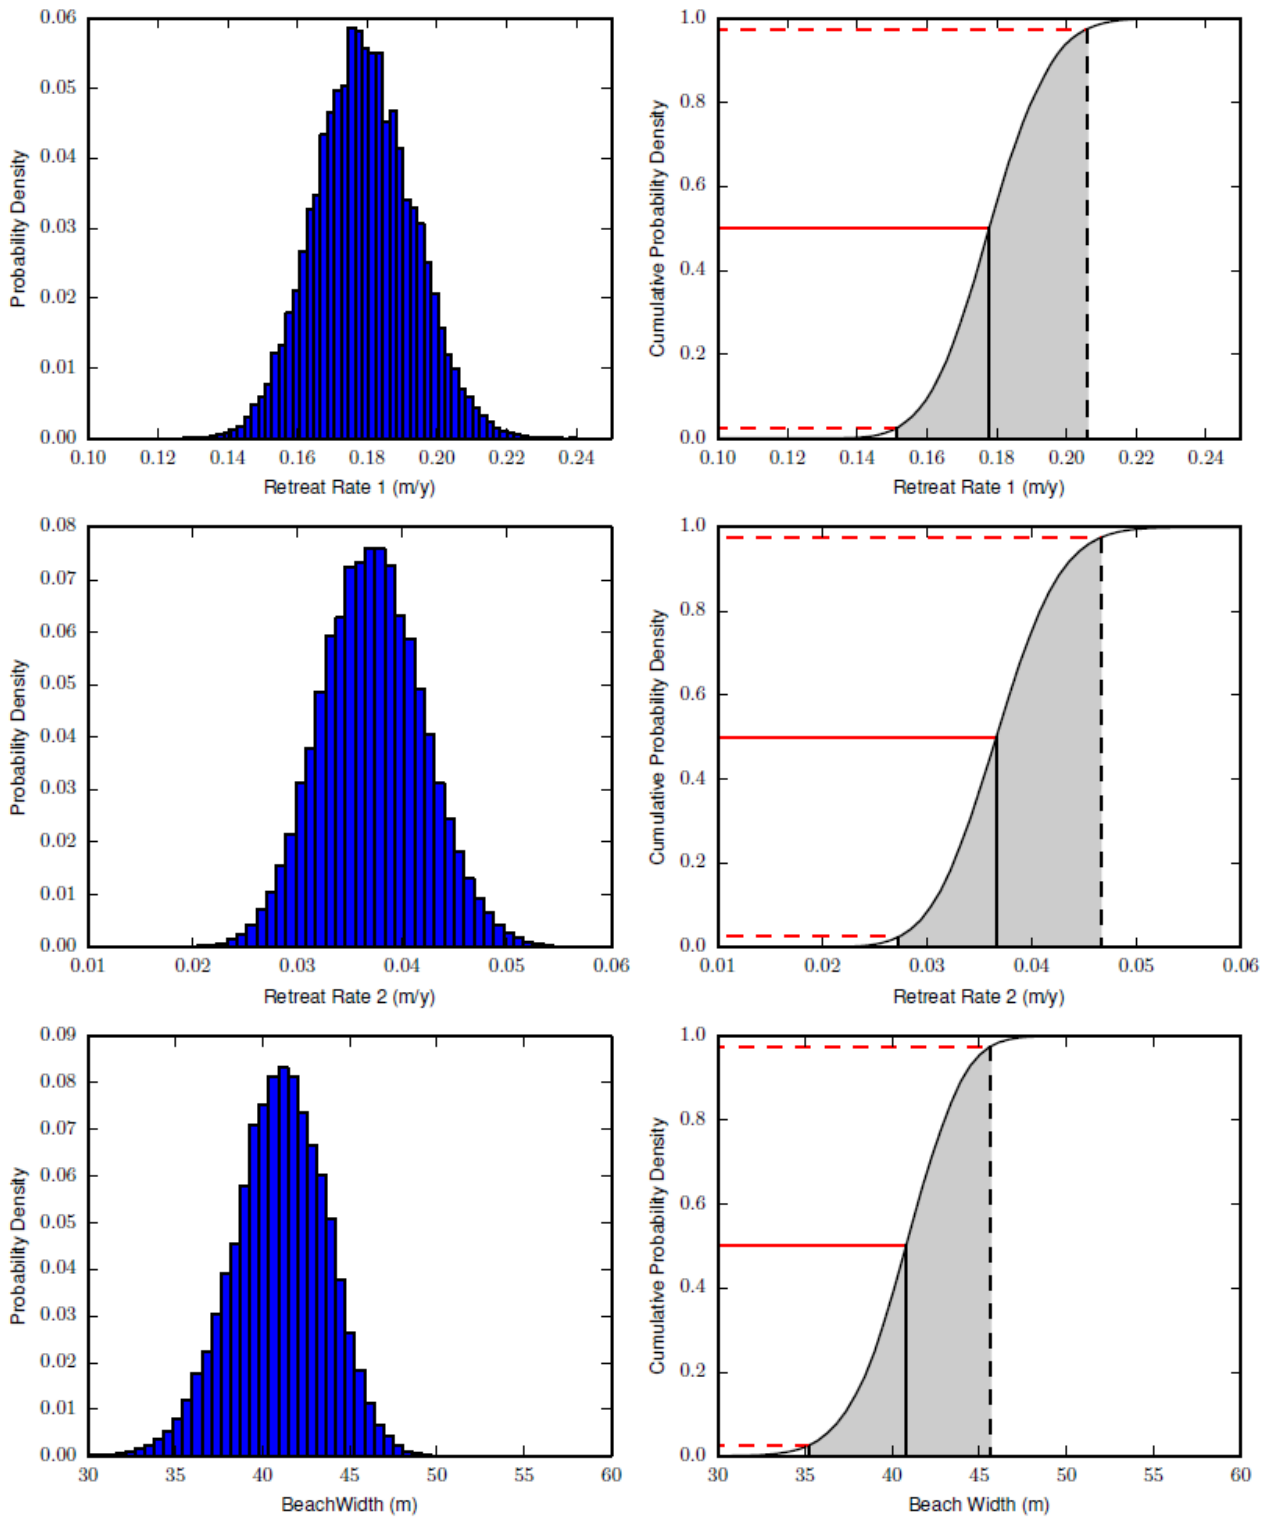 0.06
0.05
0.04
0.03
0.02
0.01
0.00
Probability Density
0.10 0.12 0.14 0.16 0.18 0.20 0.22 0.24
Retreat Rate 1 (m/y)
1.0
0.8
0.6
0.4
0.2
0.0
Cumulative Probability Density
0.10 0.12 0.14 0.16 0.18 0.20 0.22 0.24
Retreat Rate 1 (m/y)
0.08
0.07
0.06
0.05
0.04
0.03
0.02
0.01
0.00
Probability Density
0.01 0.02 0.03 0.04 0.05 0.06
Retreat Rate 2 (m/y)
1.0
0.8
0.6
0.4
0.2
0.0
Cumulative Probability Density
0.01 0.02 0.03 0.04 0.05 0.06
Retreat Rate 2 (m/y)
0.09
0.08
0.07
0.06
0.05
0.04
0.03
0.02
0.01
0.00
Probability Density
30 35 40 45 50 55 60
BeachWidth (m)
1.0
0.8
0.6
0.4
0.2
0.0
Cumulative Probability Density
30 35 40 45 50 55 60
Beach Width (m)